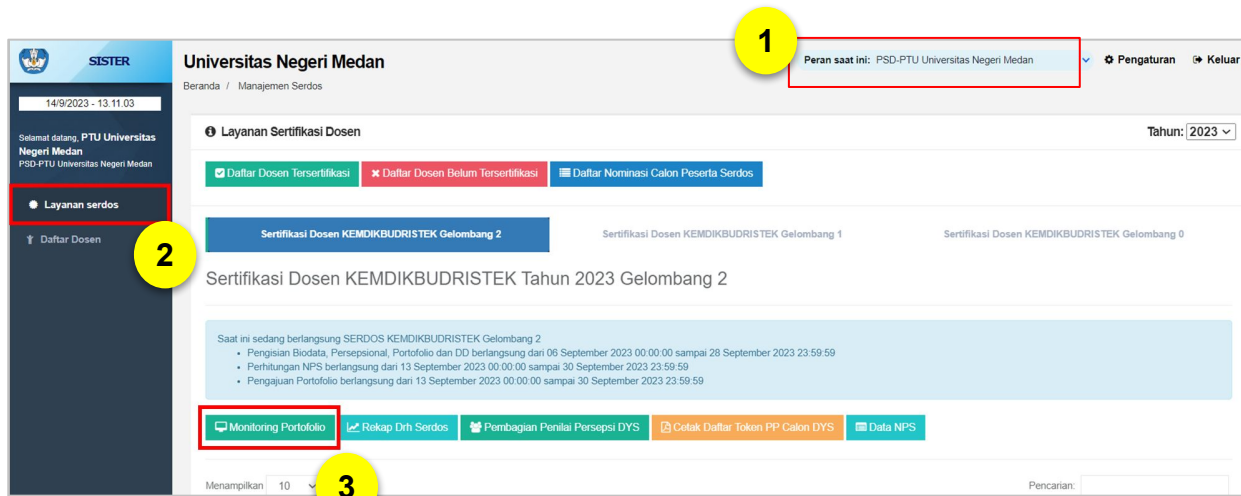 1
SISTER
Universitas Negeri Medan
Peran saat ini: PSD-PTU Universitas Negeri Medan
Pengaturan
Keluar
Beranda / Manajemen Serdos
14/9/2023 - 13.11.03
Selamat datang, PTU Universitas
Negeri Medan
PSD-PTU Universitas Negeri Medan
Layanan Sertifikasi Dosen
Tahun: 2023
Daftar Dosen Tersertifikasi
Daftar Dosen Belum Tersertifikasi
Daftar Nominasi Calon Peserta Serdos
Layanan serdos
Daftar Dosen
2
Sertifikasi Dosen KEMDIKBUDRISTEK Gelombang 2
Sertifikasi Dosen KEMDIKBUDRISTEK Gelombang 1
Sertifikasi Dosen KEMDIKBUDRISTEK Gelombang 0
Sertifikasi Dosen KEMDIKBUDRISTEK Tahun 2023 Gelombang 2
Saat ini sedang berlangsung SERDOS KEMDIKBUDRISTEK Gelombang 2
• Pengisian Biodata, Persepsional, Portofolio dan DD berlangsung dari 06 September 2023 00:00:00 sampai 28 September 2023 23:59:59
• Perhitungan NPS berlangsung dari 13 September 2023 00:00:00 sampai 30 September 2023 23:59:59
• Pengajuan Portofolio berlangsung dari 13 September 2023 00:00:00 sampai 30 September 2023 23:59:59
Monitoring Portofolio
Rekap Drh Serdos
Pembagian Penilai Persepsi DYS
Cetak Daftar Token PP Calon DYS
Data NPS
Menampilkan 10
3
Pencarian: